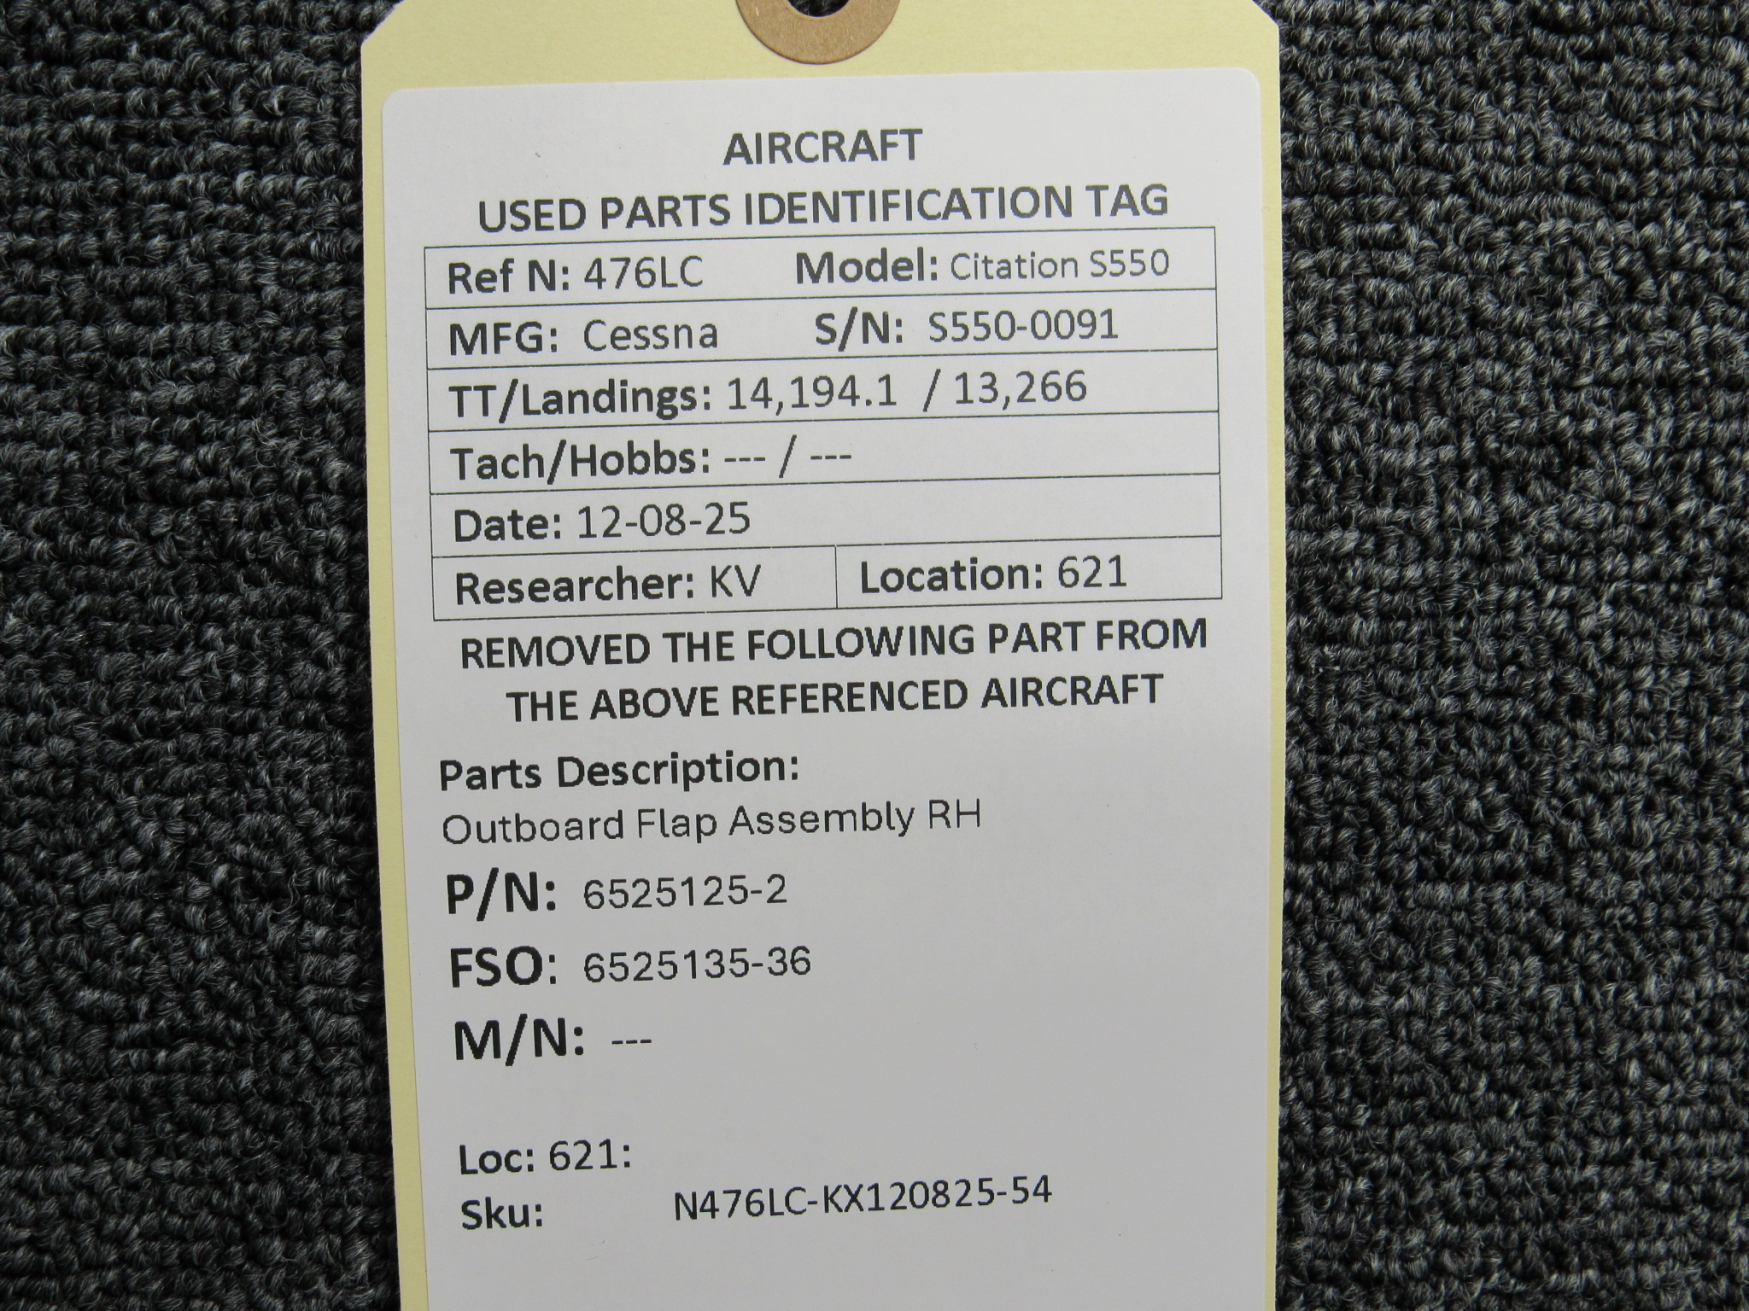 AIRCRAFT
USED PARTS IDENTIFICATION TAG
Ref N: 476LC Model: Citation S550
MFG: Cessna S/N: S550-0091
TT/Landings: 14,194.1 / 13,266
Tach/Hobbs: --- / ---
Date: 12-08-25
Researcher: KV Location: 621
REMOVED THE FOLLOWING PART FROM
THE ABOVE REFERENCED AIRCRAFT
Parts Description:
Outboard Flap Assembly RH
P/N: 6525125-2
FSO: 6525135-36
M/N: ---
Loc: 621:
Sku: N476LC-KX120825-54